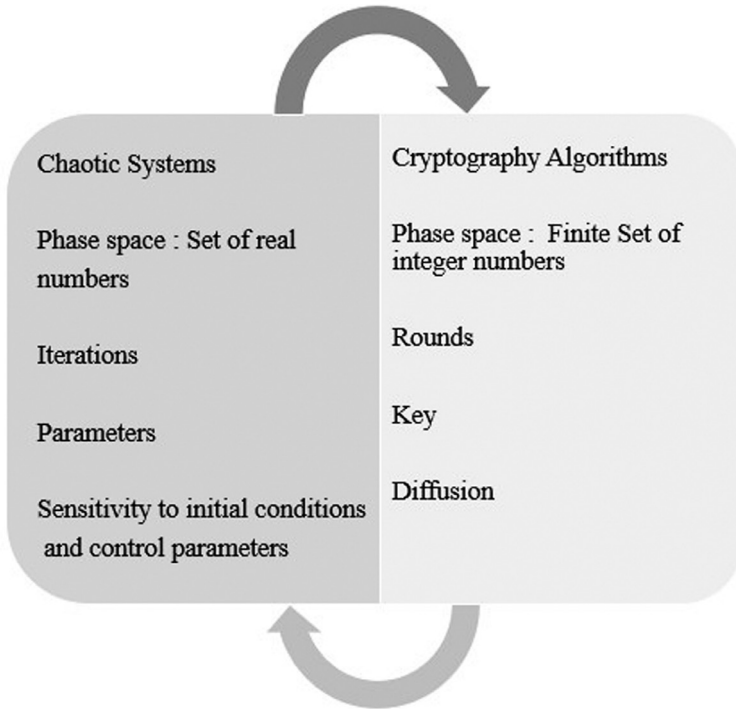 Chaotic Systems
Phase space : Set of real
numbers
Iterations
Parameters
Sensitivity to initial conditions
and control parameters
Cryptography Algorithms
Phase space : Finite Set of
integer numbers
Rounds
Key
Diffusion